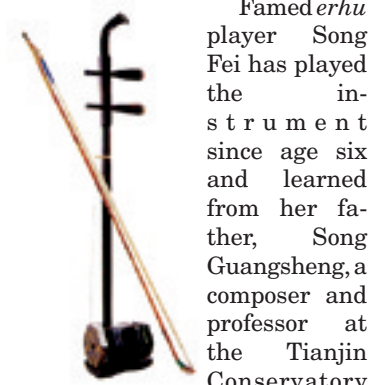 Famed erhu
player Song
Fei has played
the in-
strument
since age six
and learned
from her fa-
ther, Song
Guangsheng, a
composer and
professor at
the Tianjin
Conservatory